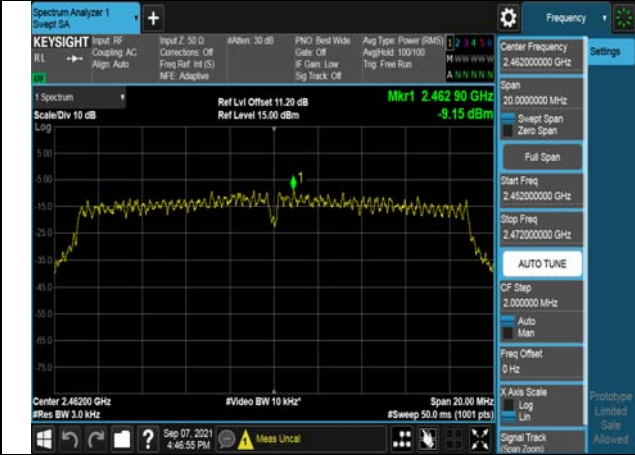 Spectrum Analyzer 1
Swept SA
+
Frequency
KEYSIGHT
RL
Input: RF
Coupling: AC
Align: Auto
Input Z: 50 Ω
Corrections: Off
Freq Ref: Int (S)
NFE: Adaptive
#Atten: 30 dB
PNO: Best Wide
Gate: Off
IF Gain: Low
Sig Track: Off
Avg Type: Power (RMS)
Avg|Hold: 100/100
Trig: Free Run
1 2 3 4 5 6
M W W W W W
A N N N N N
1 Spectrum
Scale/Div 10 dB
Log
Ref Lvl Offset 11.20 dB
Ref Level 15.00 dBm
Mkr1 2.462 90 GHz
-9.15 dBm
5.00
-5.00
-15.0
-25.0
-35.0
-45.0
-55.0
-65.0
-75.0
1
Center 2.46200 GHz
#Res BW 3.0 kHz
#Video BW 10 kHz*
Span 20.00 MHz
#Sweep 50.0 ms (1001 pts)
Sep 07, 2021
4:46:55 PM
Meas Uncal
Center Frequency
2.462000000 GHz
Settings
Span
20.0000000 MHz
Swept Span
Zero Span
Full Span
Start Freq
2.452000000 GHz
Stop Freq
2.472000000 GHz
AUTO TUNE
CF Step
2.000000 MHz
Auto
Man
Freq Offset
0 Hz
X Axis Scale
Log
Lin
Signal Track
(Span Zoom)
Prototype
Limited
Sale
Allowed